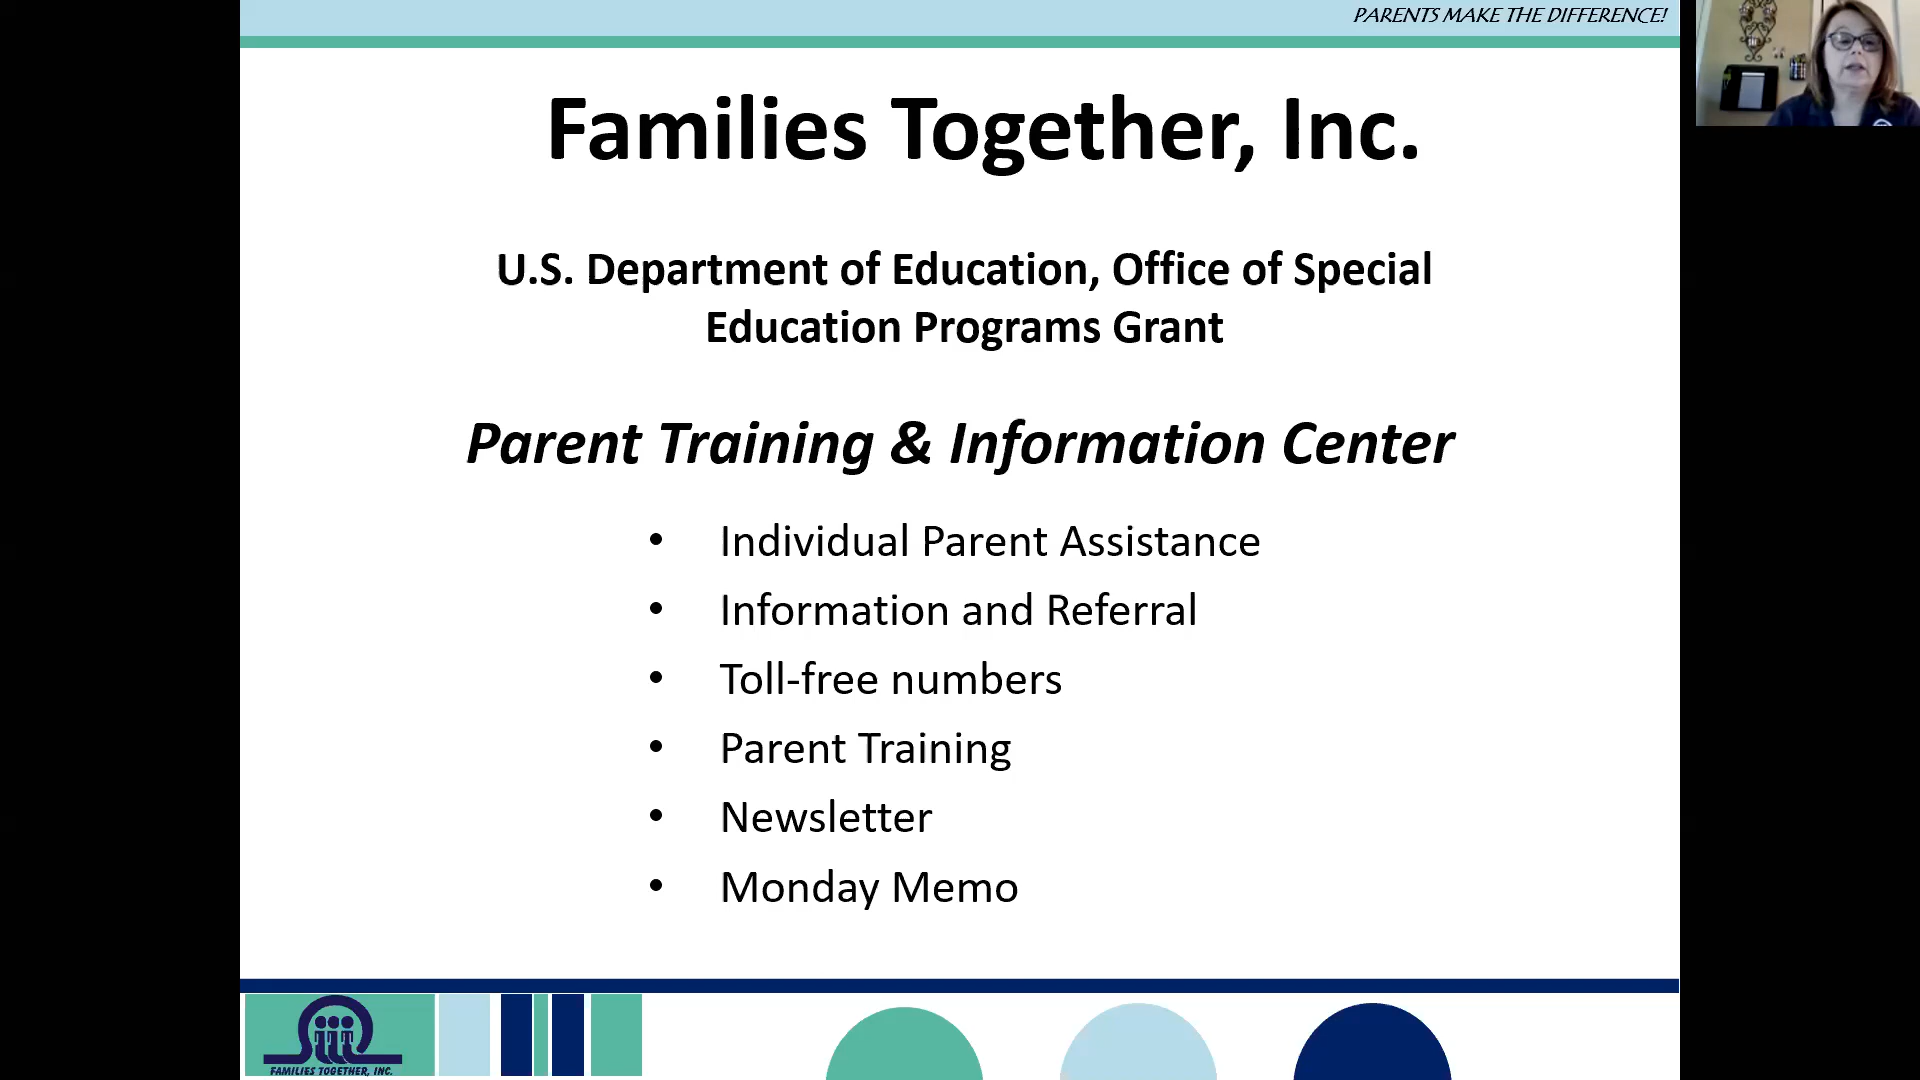 PARENTS MAKE THE DIFFERENCE!
Families Together, Inc.
U.S. Department of Education, Office of Special
Education Programs Grant
Parent Training & Information Center
• Individual Parent Assistance
• Information and Referral
• Toll-free numbers
• Parent Training
• Newsletter
• Monday Memo
FAMILIES TOGETHER, INC.